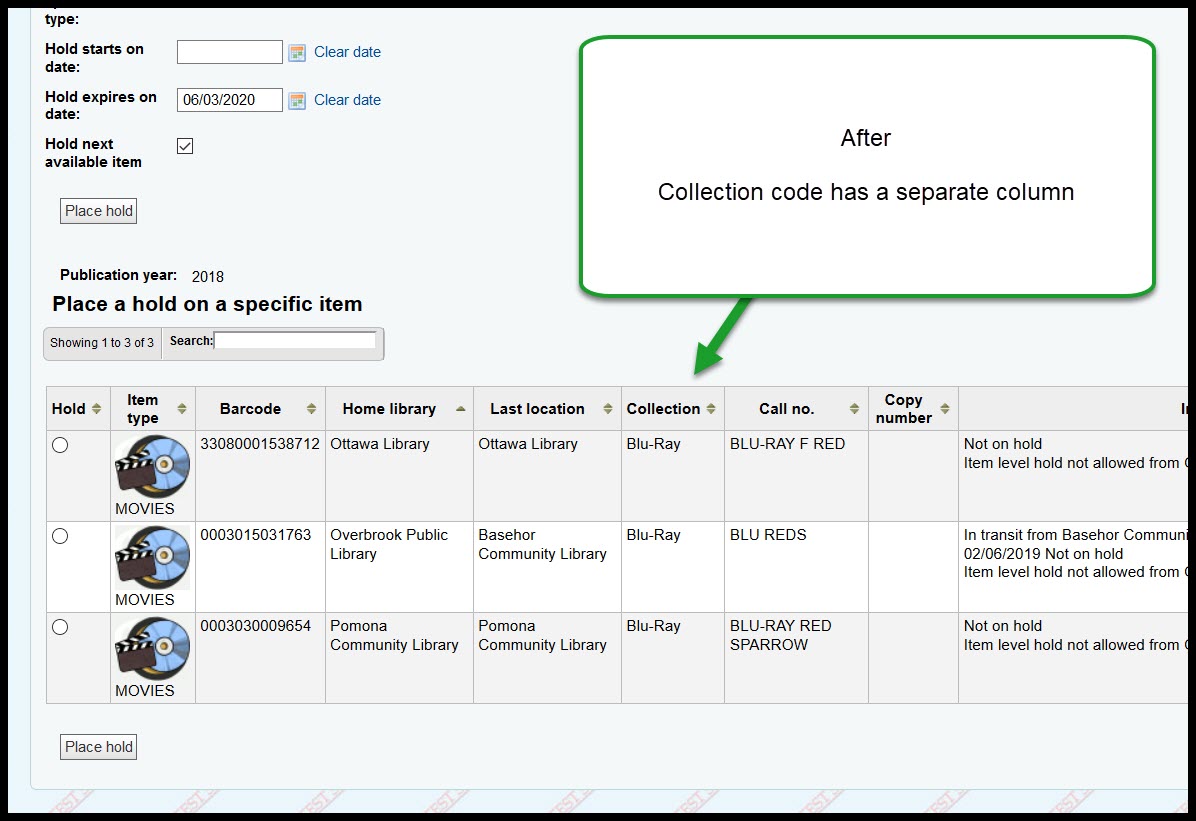 type:
Hold starts on
date:
Clear date
Hold expires on
date:
06/03/2020
Clear date
Hold next
available item
Place hold
After
Collection code has a separate column
Publication year: 2018
Place a hold on a specific item
Showing 1 to 3 of 3
Search:
Hold
Item
type
Barcode
Home library
Last location
Collection
Call no.
Copy
number
MOVIES
33080001538712
Ottawa Library
Ottawa Library
Blu-Ray
BLU-RAY F RED
Not on hold
Item level hold not allowed from
MOVIES
0003015031763
Overbrook Public
Library
Basehor
Community Library
Blu-Ray
BLU REDS
In transit from Basehor Communi
02/06/2019 Not on hold
Item level hold not allowed from
MOVIES
0003030009654
Pomona
Community Library
Pomona
Community Library
Blu-Ray
BLU-RAY RED
SPARROW
Not on hold
Item level hold not allowed from
Place hold